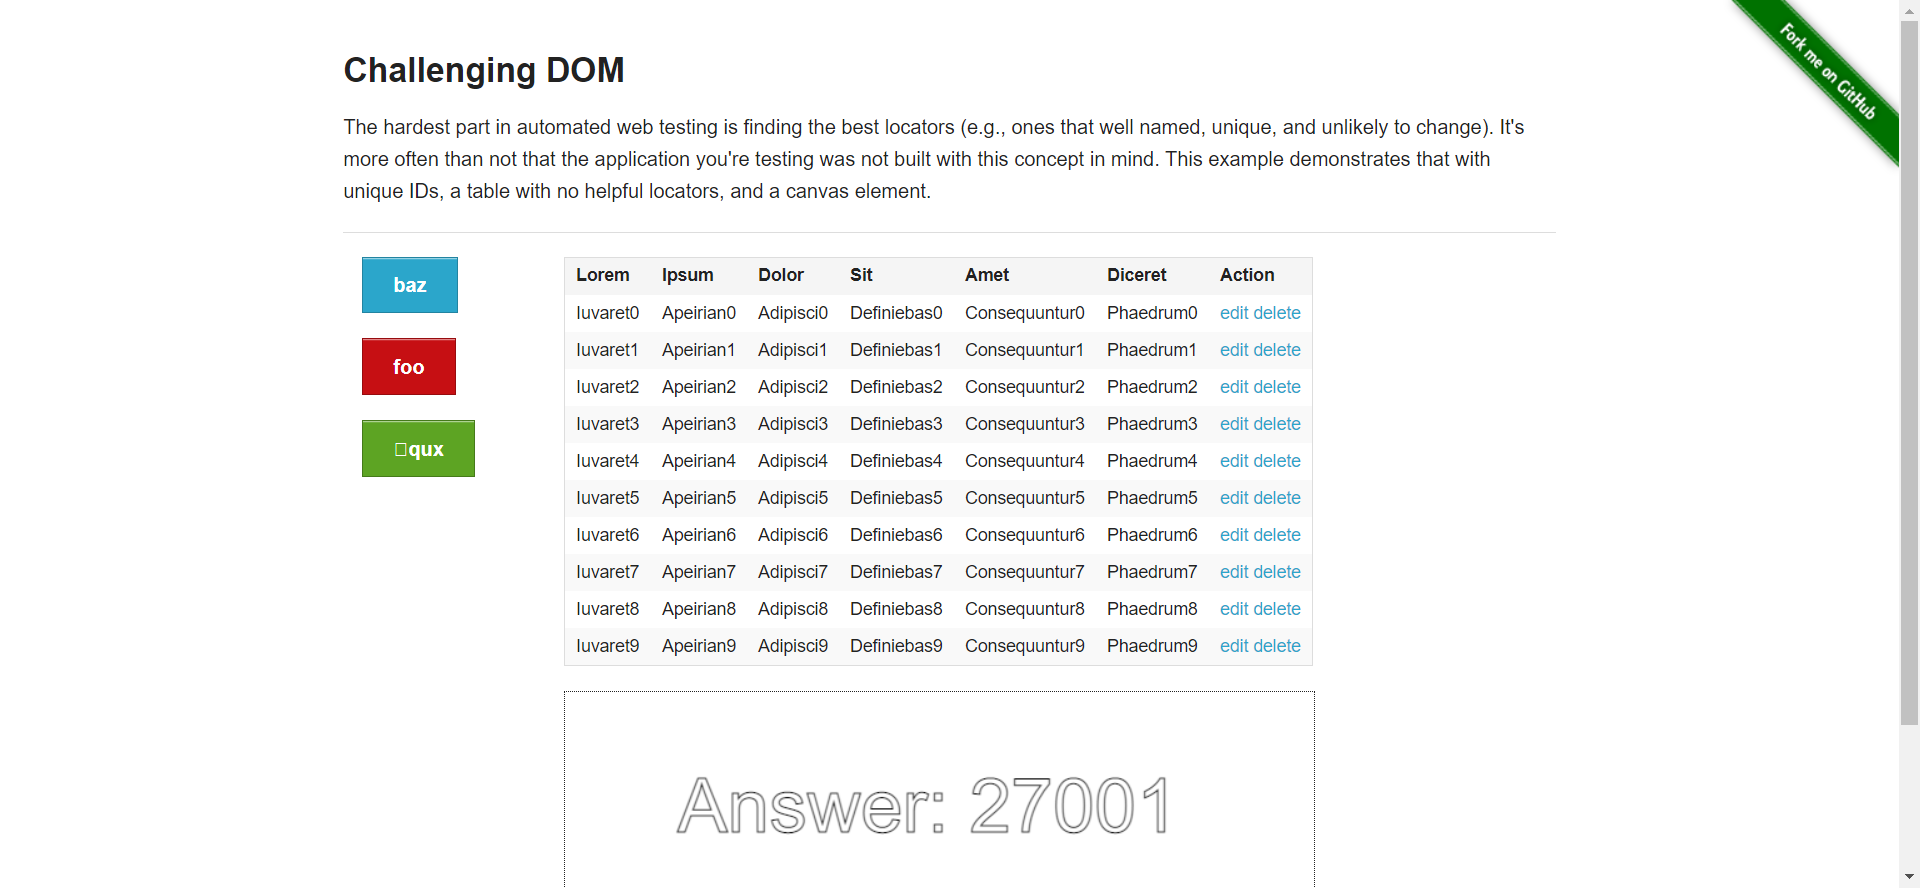 Fork me on GitHub
Challenging DOM
The hardest part in automated web testing is finding the best locators (e.g., ones that well named, unique, and unlikely to change). It's
more often than not that the application you're testing was not built with this concept in mind. This example demonstrates that with
unique IDs, a table with no helpful locators, and a canvas element.
baz
foo
qux
Lorem Ipsum Dolor Sit Amet Diceret Action
Iuvaret0 Apeirian0 Adipisci0 Definiebas0 Consequuntur0 Phaedrum0 edit delete
Iuvaret1 Apeirian1 Adipisci1 Definiebas1 Consequuntur1 Phaedrum1 edit delete
Iuvaret2 Apeirian2 Adipisci2 Definiebas2 Consequuntur2 Phaedrum2 edit delete
Iuvaret3 Apeirian3 Adipisci3 Definiebas3 Consequuntur3 Phaedrum3 edit delete
Iuvaret4 Apeirian4 Adipisci4 Definiebas4 Consequuntur4 Phaedrum4 edit delete
Iuvaret5 Apeirian5 Adipisci5 Definiebas5 Consequuntur5 Phaedrum5 edit delete
Iuvaret6 Apeirian6 Adipisci6 Definiebas6 Consequuntur6 Phaedrum6 edit delete
Iuvaret7 Apeirian7 Adipisci7 Definiebas7 Consequuntur7 Phaedrum7 edit delete
Iuvaret8 Apeirian8 Adipisci8 Definiebas8 Consequuntur8 Phaedrum8 edit delete
Iuvaret9 Apeirian9 Adipisci9 Definiebas9 Consequuntur9 Phaedrum9 edit delete
Answer: 27001